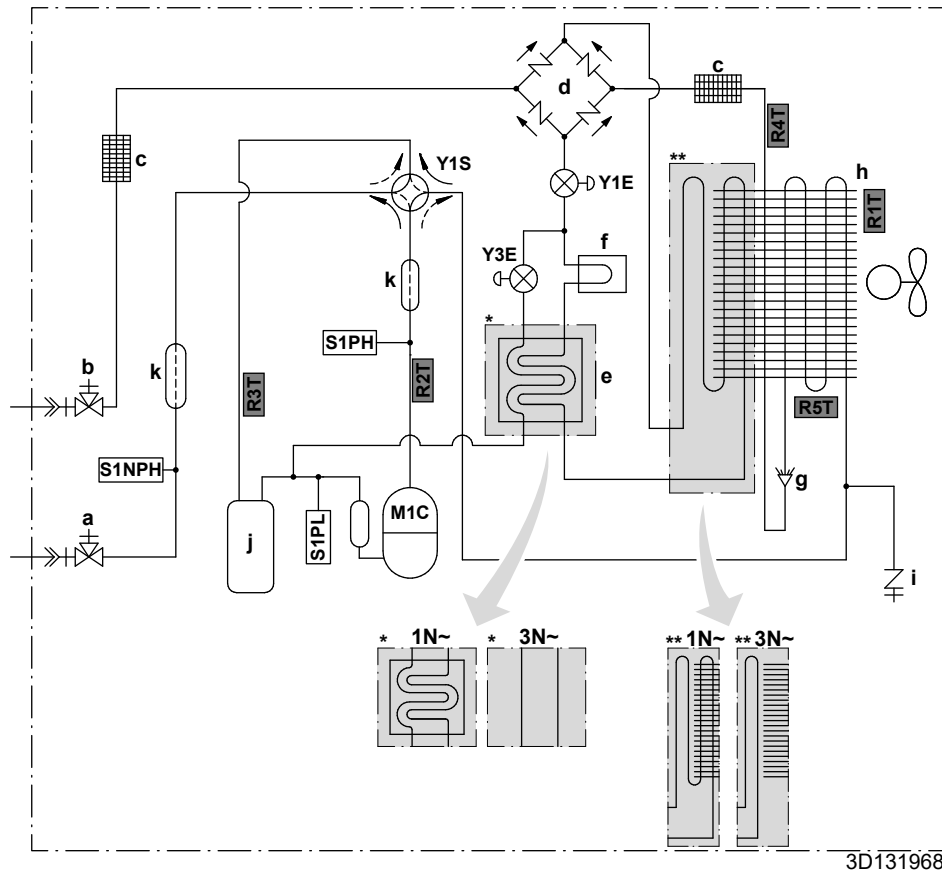 c
d
c
R4T
c
Y1S
**
h
Y1E
R1T
Y3E
f
k
*
S1PH
e
b
k
R3T
R2T
R5T
S1NPH
g
a
j
S1PL
M1C
i
* 1N~ * 3N~
** 1N~ ** 3N~
3D131968